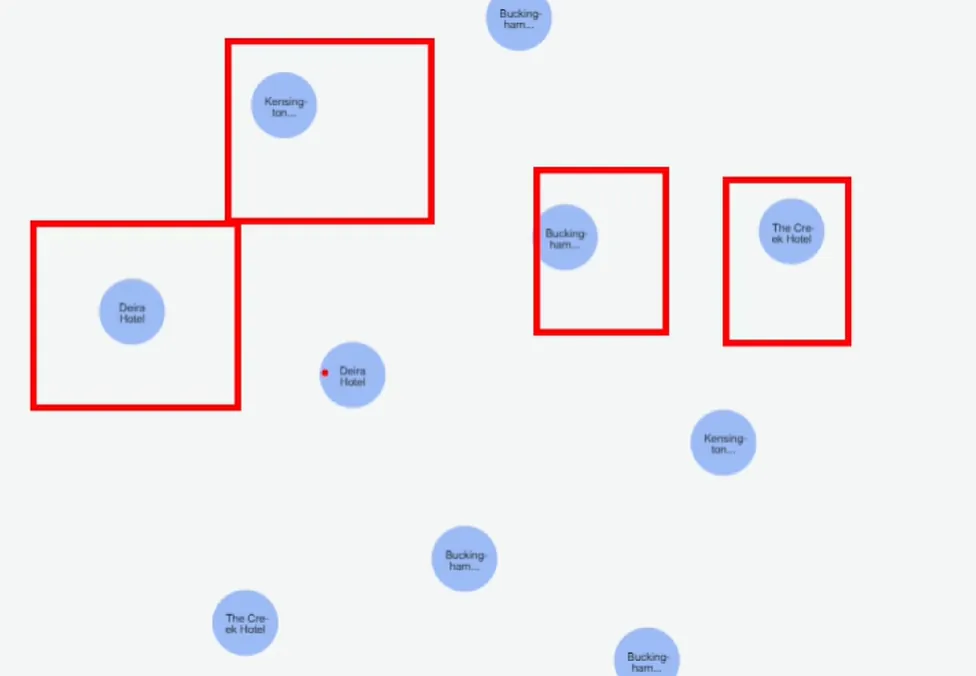 Bucking-
ham...
Kensing-
ton...
Bucking-
ham...
The Cre-
ek Hotel
Deira
Hotel
Deira
Hotel
Kensing-
ton...
Bucking-
ham...
The Cre-
ek Hotel
Bucking-
ham...